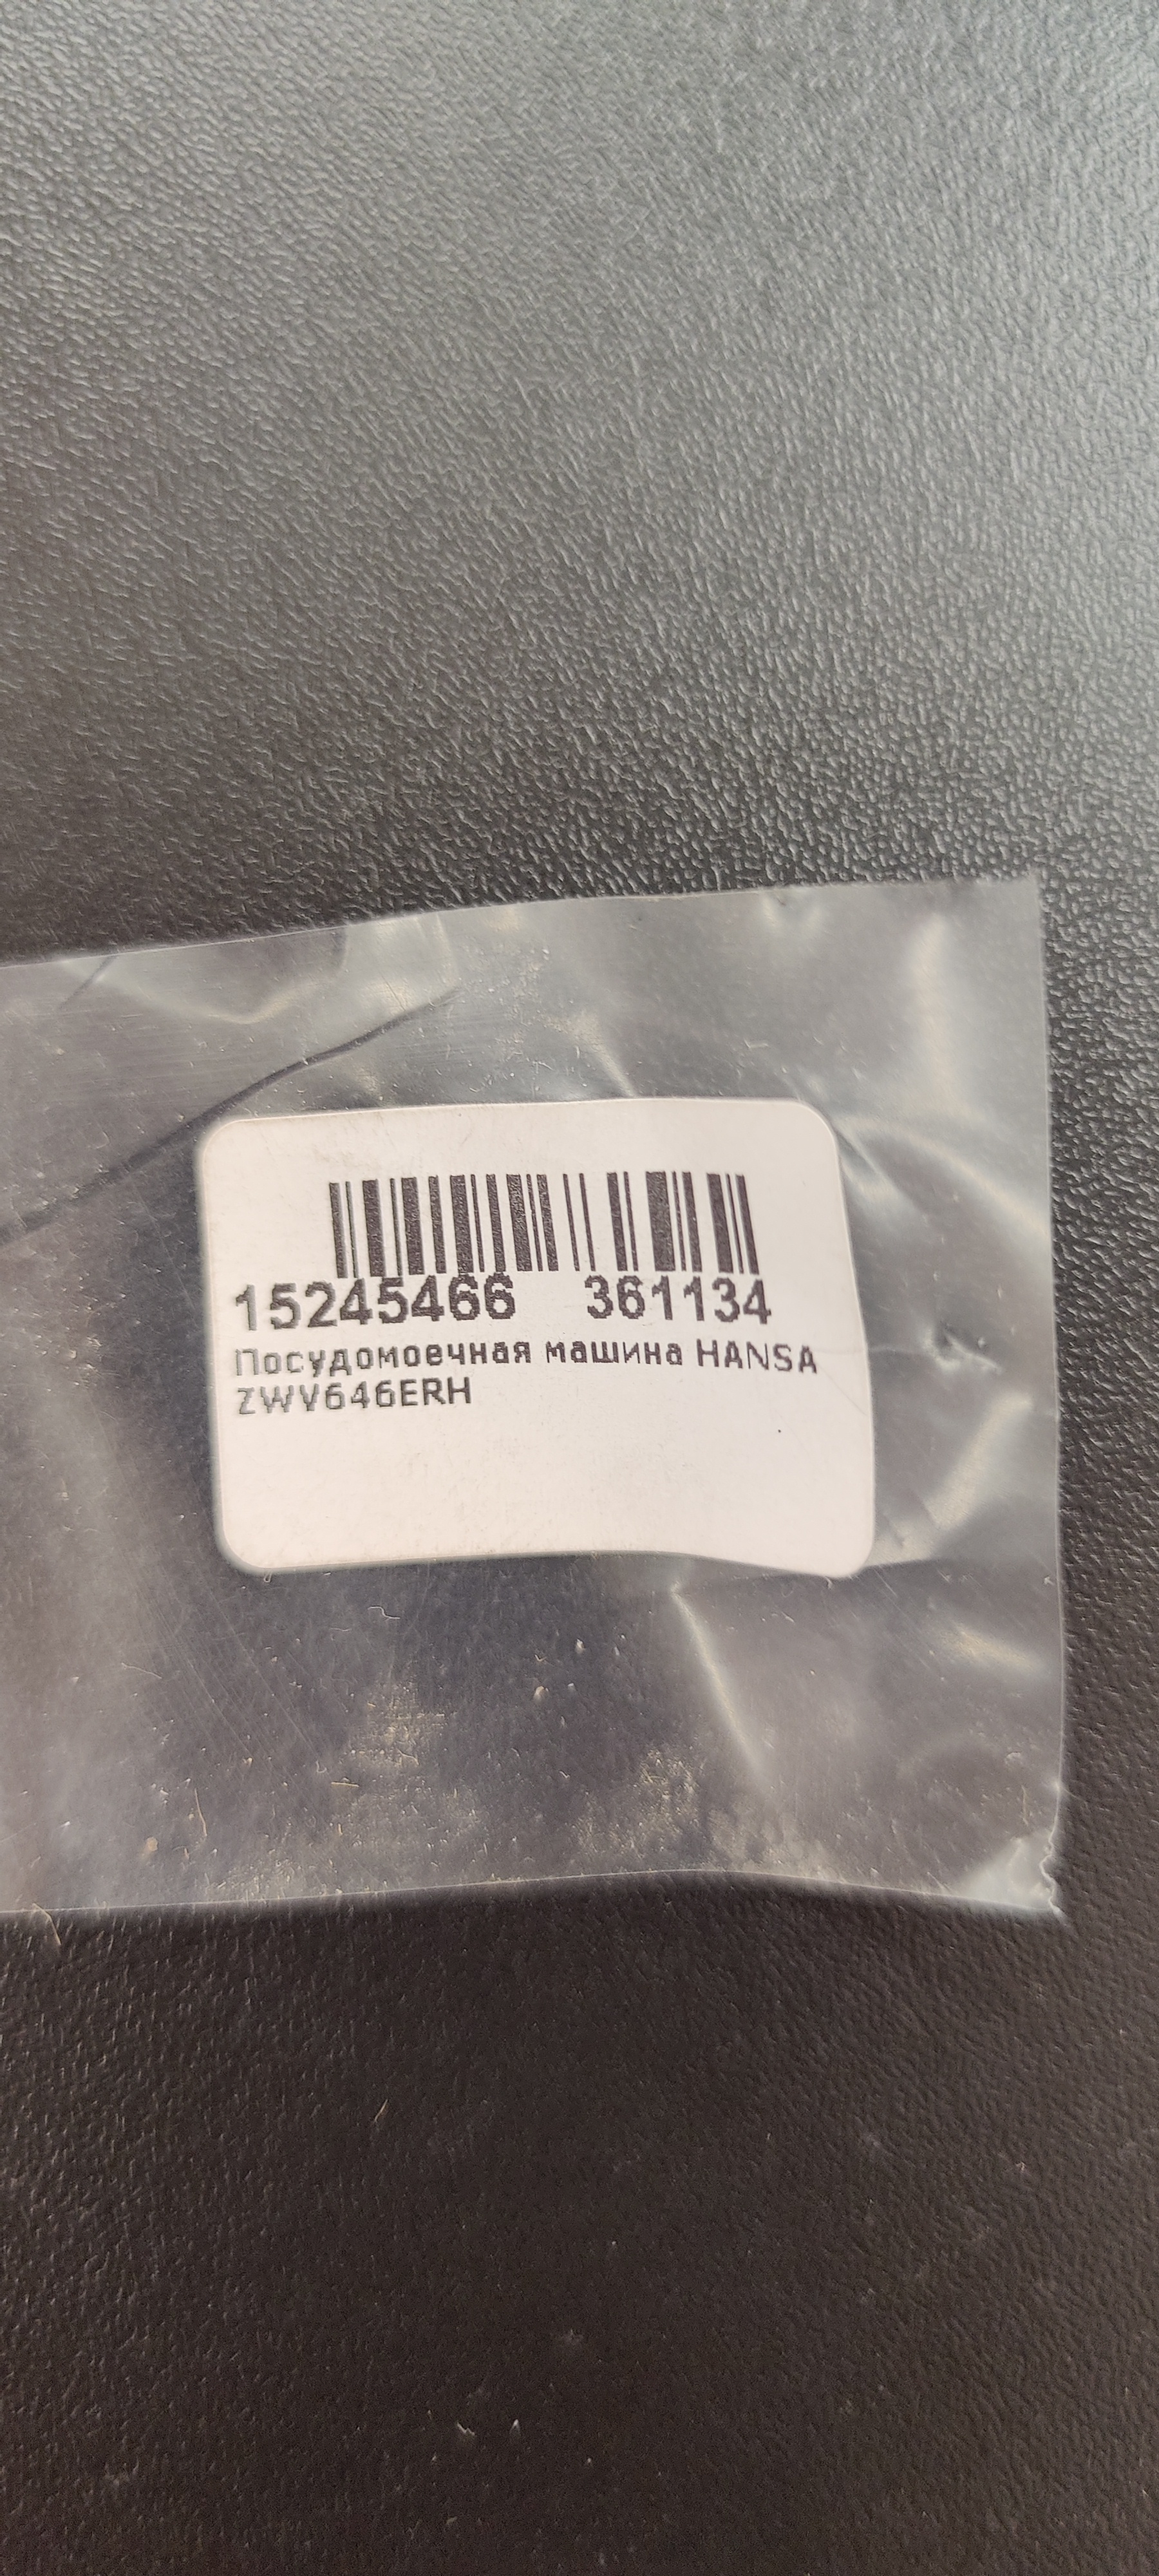 15245466 361134
Посудомоечная машина HANSA
ZWV646ERH